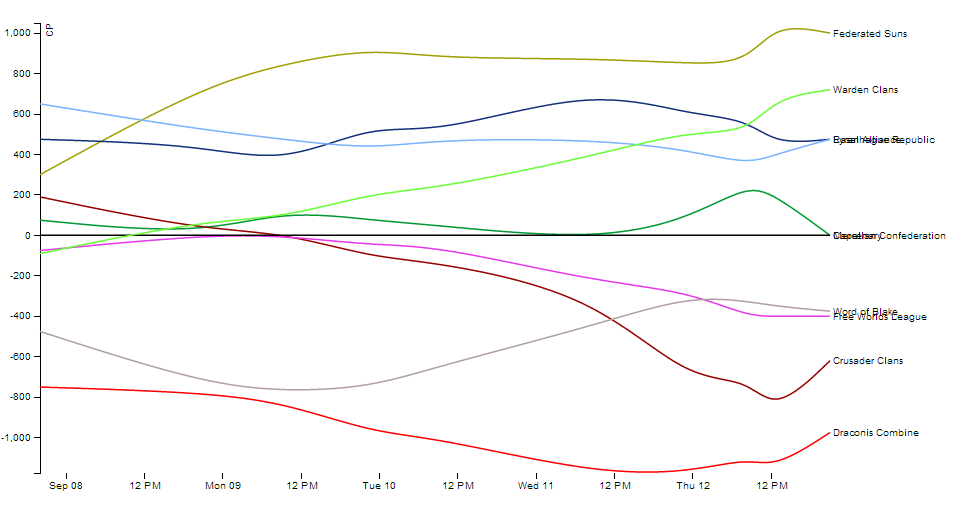 CP
1,000
Federated Suns
800
Warden Clans
600
Republic
400
200
0
Confederation
-200
Word of Blake
-400
Free Worlds League
-600
Crusader Clans
-800
Draconis Combine
-1,000
Sep 08 12 PM Mon 09 12 PM Tue 10 12 PM Wed 11 12 PM Thu 12 12 PM